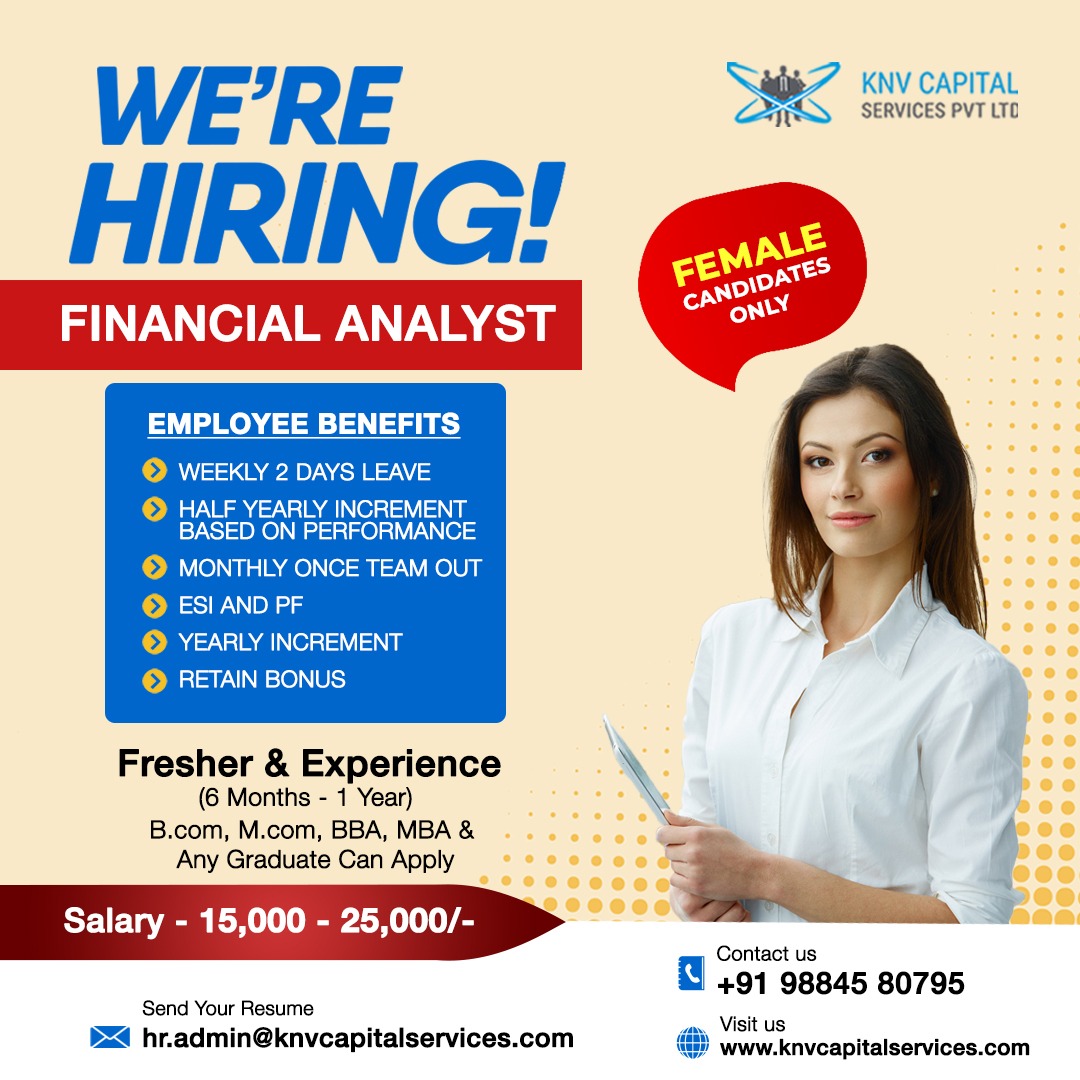 WE'RE
HIRING!
KNV CAPITAL
SERVICES PVT LTD
FEMALE
CANDIDATES
ONLY
FINANCIAL ANALYST
EMPLOYEE BENEFITS
WEEKLY 2 DAYS LEAVE
HALF YEARLY INCREMENT
BASED ON PERFORMANCE
MONTHLY ONCE TEAM OUT
ESI AND PF
YEARLY INCREMENT
RETAIN BONUS
Fresher & Experience
(6 Months - 1 Year)
B.com, M.com, BBA, MBA &
Any Graduate Can Apply
Salary - 15,000 - 25,000/-
Send Your Resume
hr.admin@knvcapitalservices.com
Contact us
+91 98845 80795
Visit us
www.knvcapitalservices.com